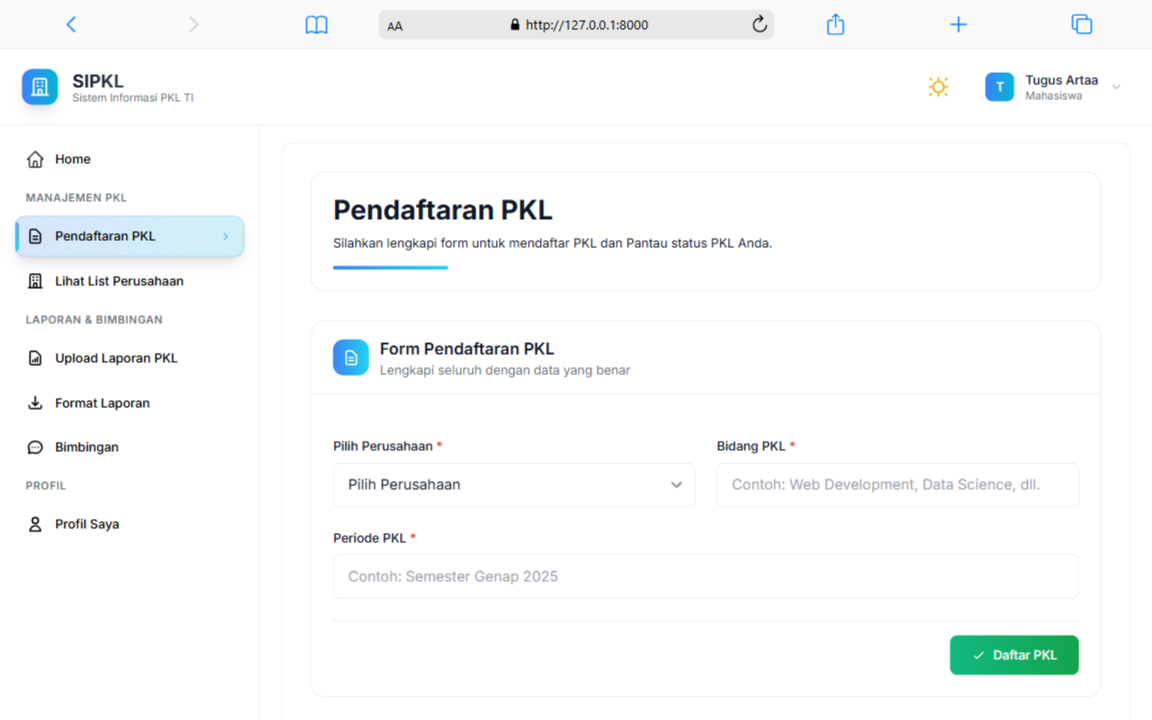 AA
http://127.0.0.1:8000
SIPKL
Sistem Informasi PKL TI
T
Tugus Artaa
Mahasiswa
Home
MANAJEMEN PKL
Pendaftaran PKL
Lihat List Perusahaan
LAPORAN & BIMBINGAN
Upload Laporan PKL
Format Laporan
Bimbingan
PROFIL
Profil Saya
Pendaftaran PKL
Silahkan lengkapi form untuk mendaftar PKL dan Pantau status PKL Anda.
Form Pendaftaran PKL
Lengkapi seluruh dengan data yang benar
Pilih Perusahaan *
Pilih Perusahaan
Bidang PKL *
Contoh: Web Development, Data Science, dll.
Periode PKL *
Contoh: Semester Genap 2025
Daftar PKL